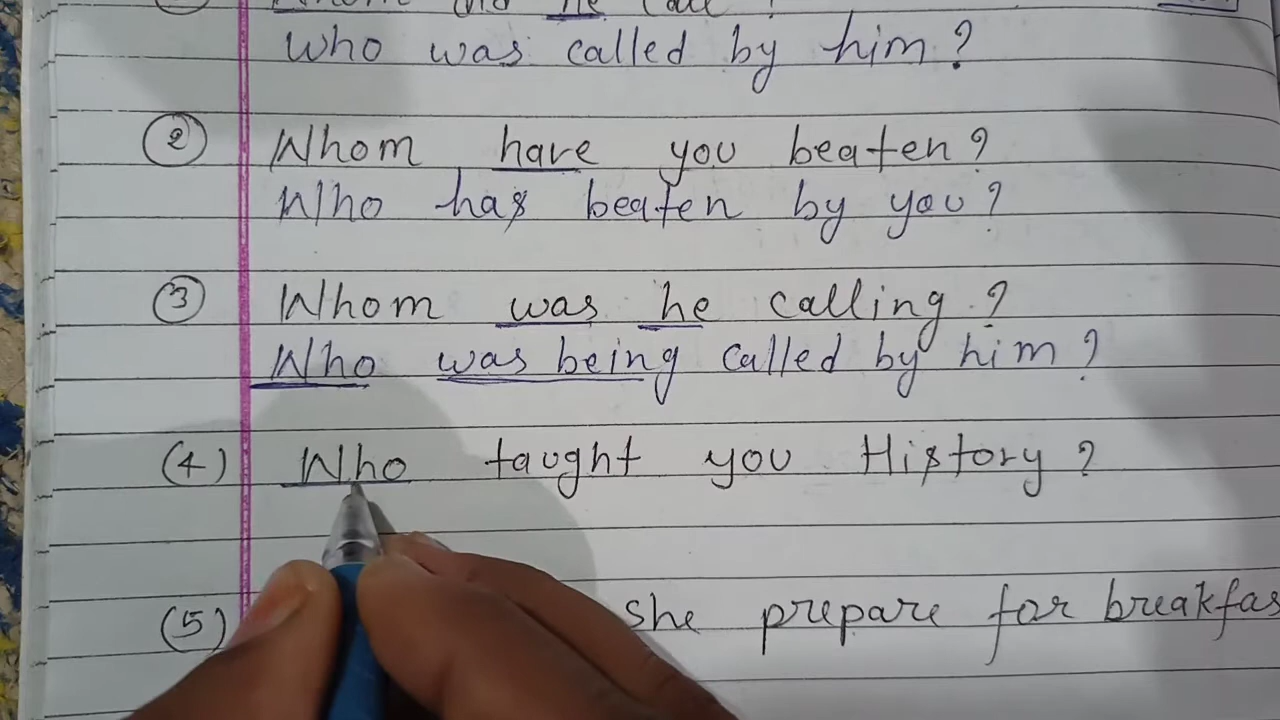 he
Who was called by him?
2 Whom have you beaten?
Who has beaten by you?
3 Whom was he calling?
Who was being called by him?
(4) Who taught you History?
(5) she prepare for breakfas